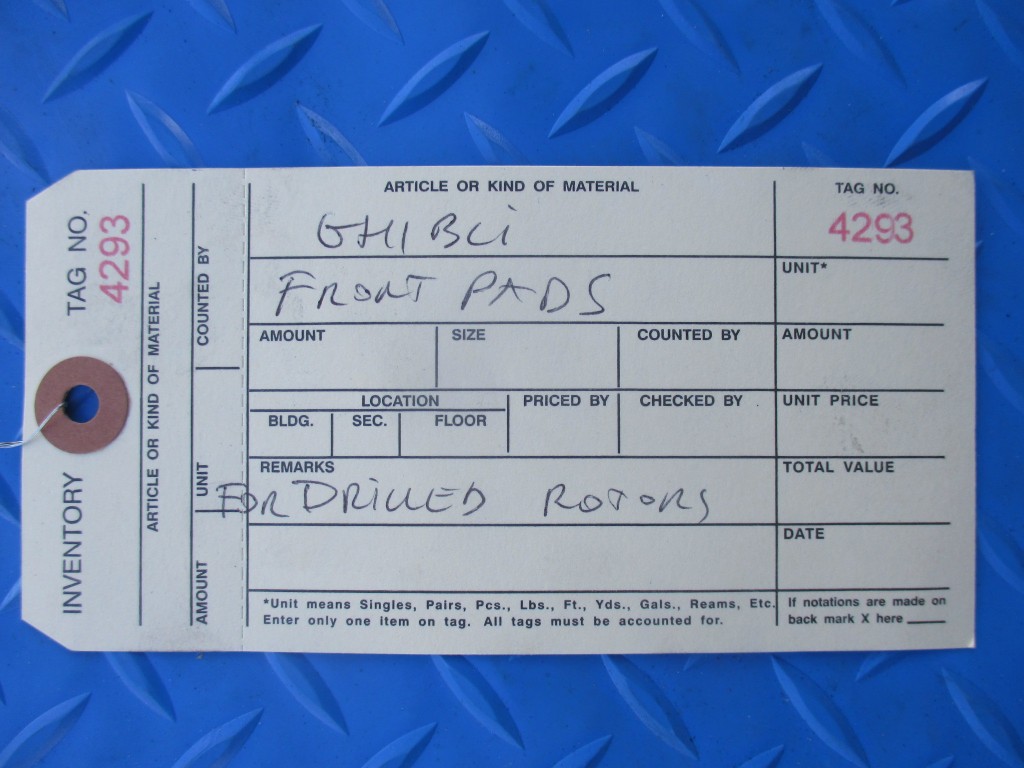 TAG NO.
4293
INVENTORY
ARTICLE OR KIND OF MATERIAL
COUNTED BY
UNIT
AMOUNT
ARTICLE OR KIND OF MATERIAL
GHIBLi
FRONT PADS
TAG NO.
4293
UNIT*
AMOUNT
SIZE
COUNTED BY
AMOUNT
LOCATION
BLDG.
SEC.
FLOOR
PRICED BY
CHECKED BY
UNIT PRICE
REMARKS
FOR DRiLLED ROTORS
TOTAL VALUE
DATE
*Unit means Singles, Pairs, Pcs., Lbs., Ft., Yds., Gals., Reams, Etc.
Enter only one item on tag. All tags must be accounted for.
If notations are made on
back mark X here